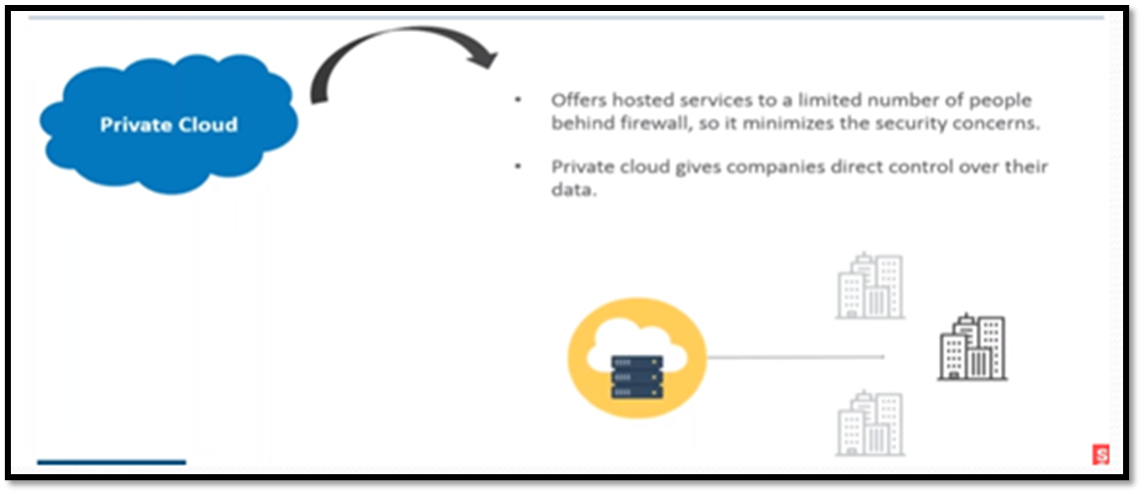 Private Cloud
• Offers hosted services to a limited number of people
behind firewall, so it minimizes the security concerns.
• Private cloud gives companies direct control over their
data.
S